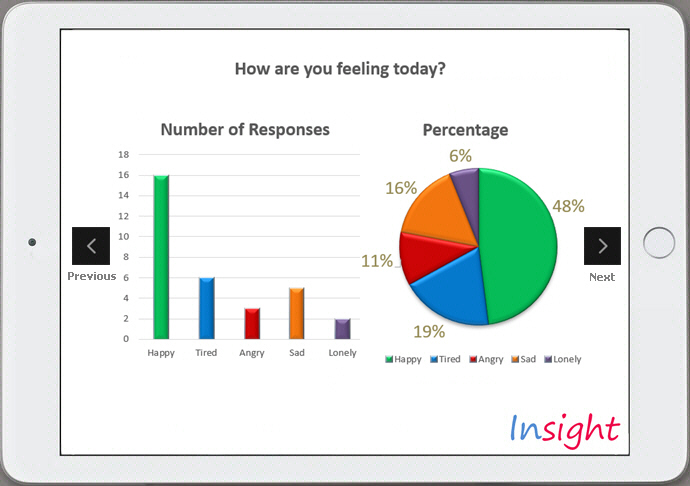 How are you feeling today?
Number of Responses
18
16
14
12
10
8
6
4
2
0
Happy Tired Angry Sad Lonely
Percentage
6%
16%
48%
11%
19%
Happy Tired Angry Sad Lonely
Previous
Next
Insight